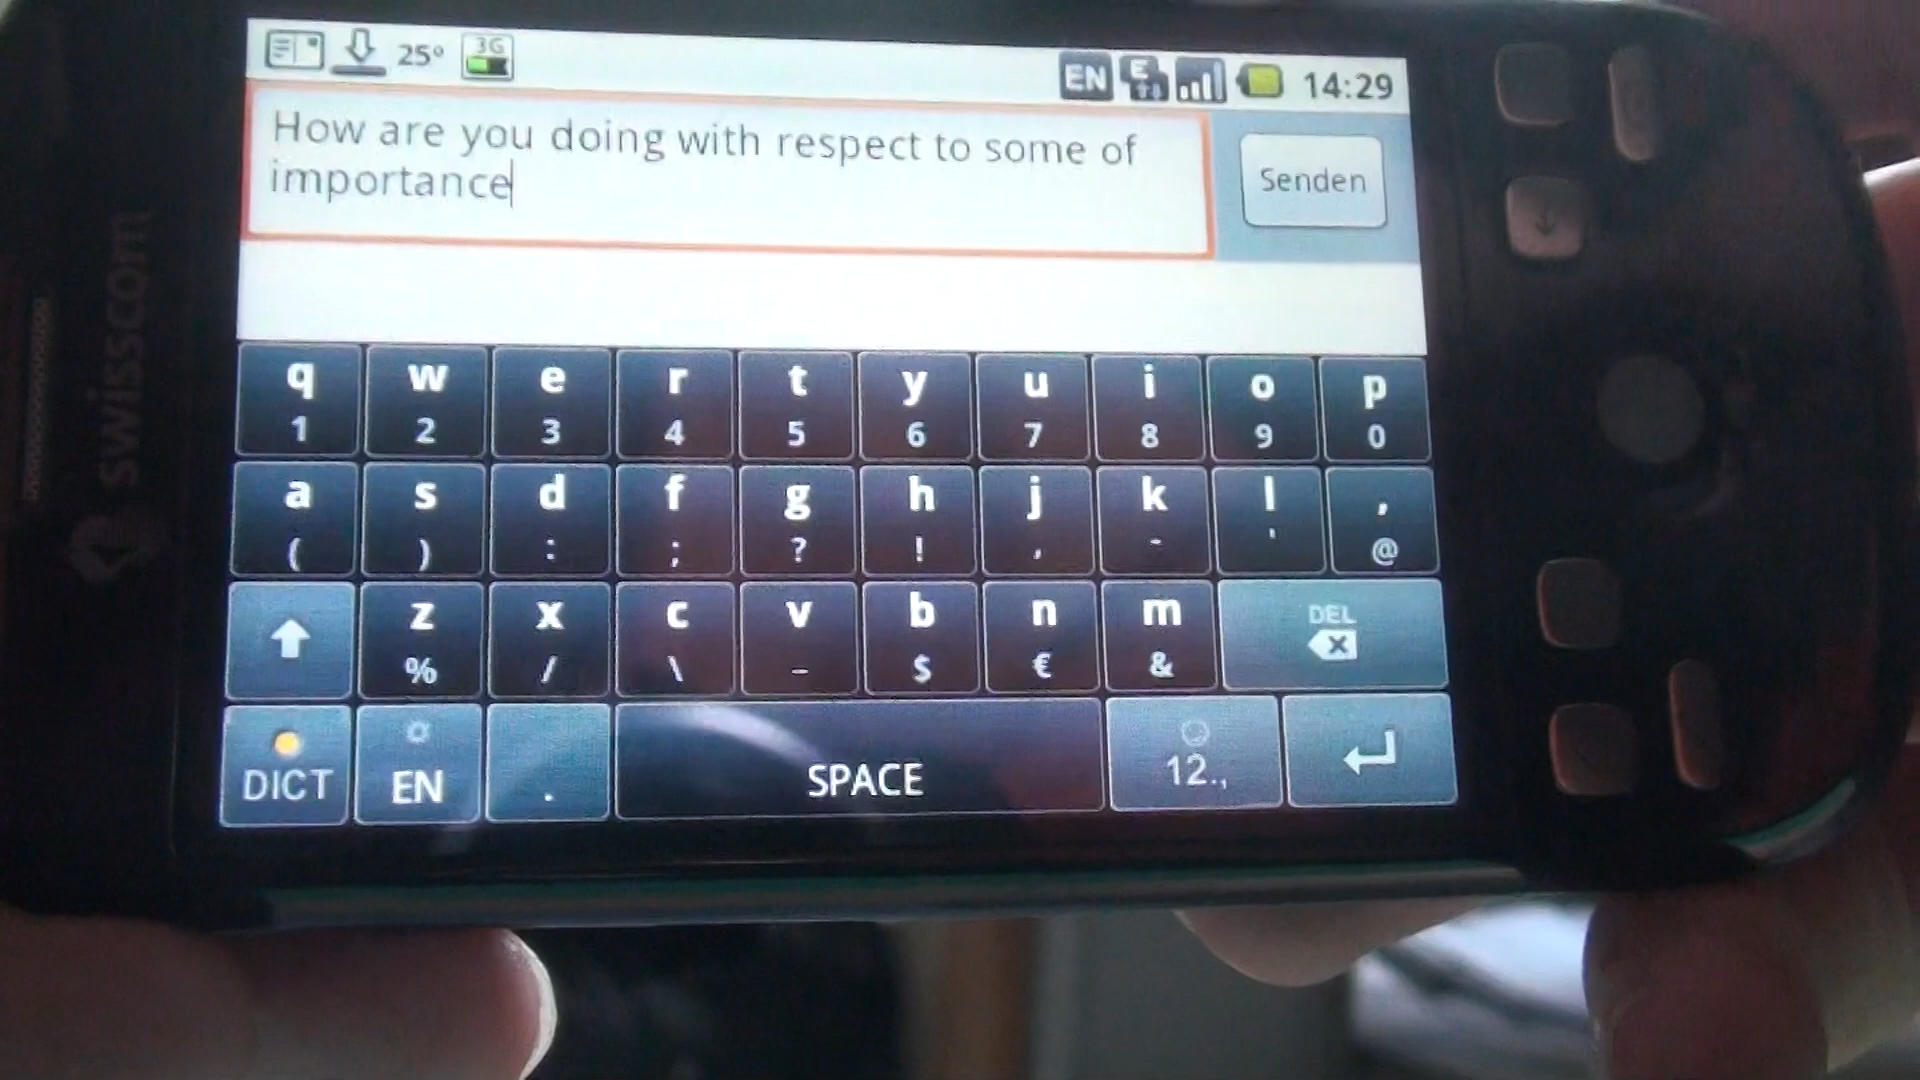 swisscom
25° 3G EN E 14:29
How are you doing with respect to some of
importance
Senden
q w e r t y u i o p
1 2 3 4 5 6 7 8 9 0
a s d f g h j k l ,
( ) : ; ? ! , - ' @
z x c v b n m DEL
% / \ _ $ € &
DICT EN . SPACE 12.,